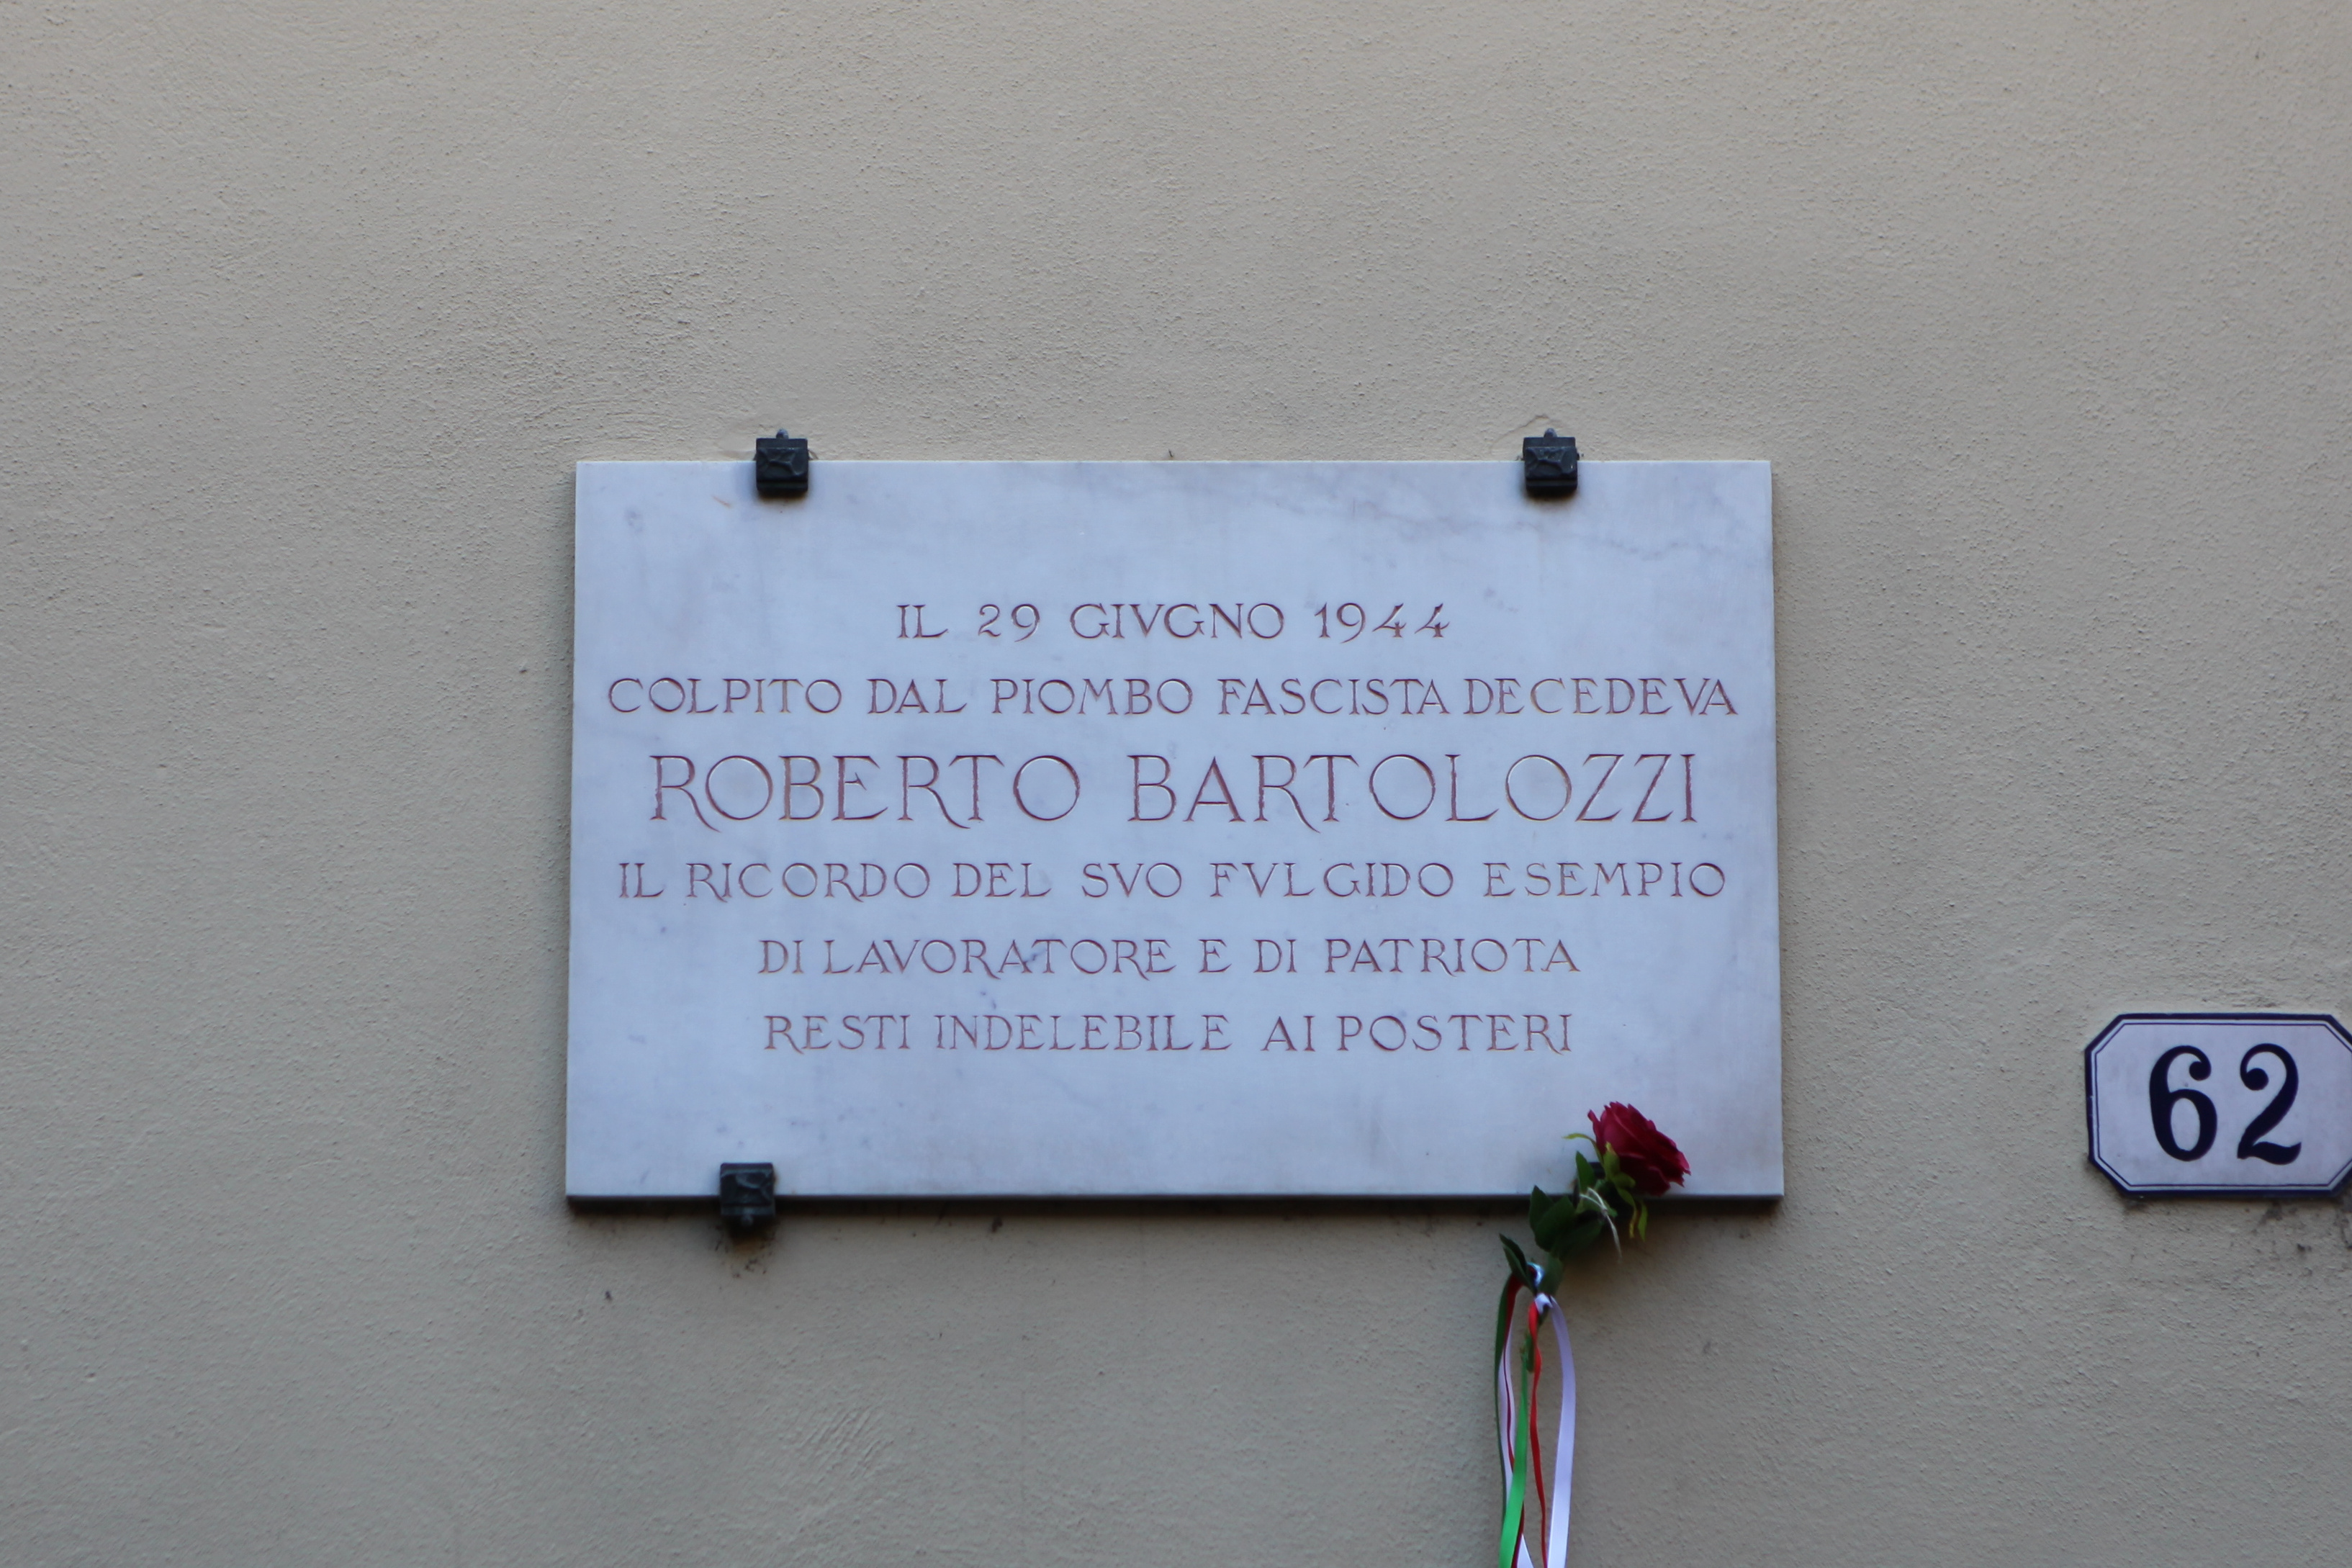 IL 29 GIVGNO 1944
COLPITO DAL PIOMBO FASCISTA DECEDEVA
ROBERTO BARTOLOZZI
IL RICORDO DEL SVO FVLGIDO ESEMPIO
DI LAVORATORE E DI PATRIOTA
RESTI INDELEBILE AI POSTERI
62